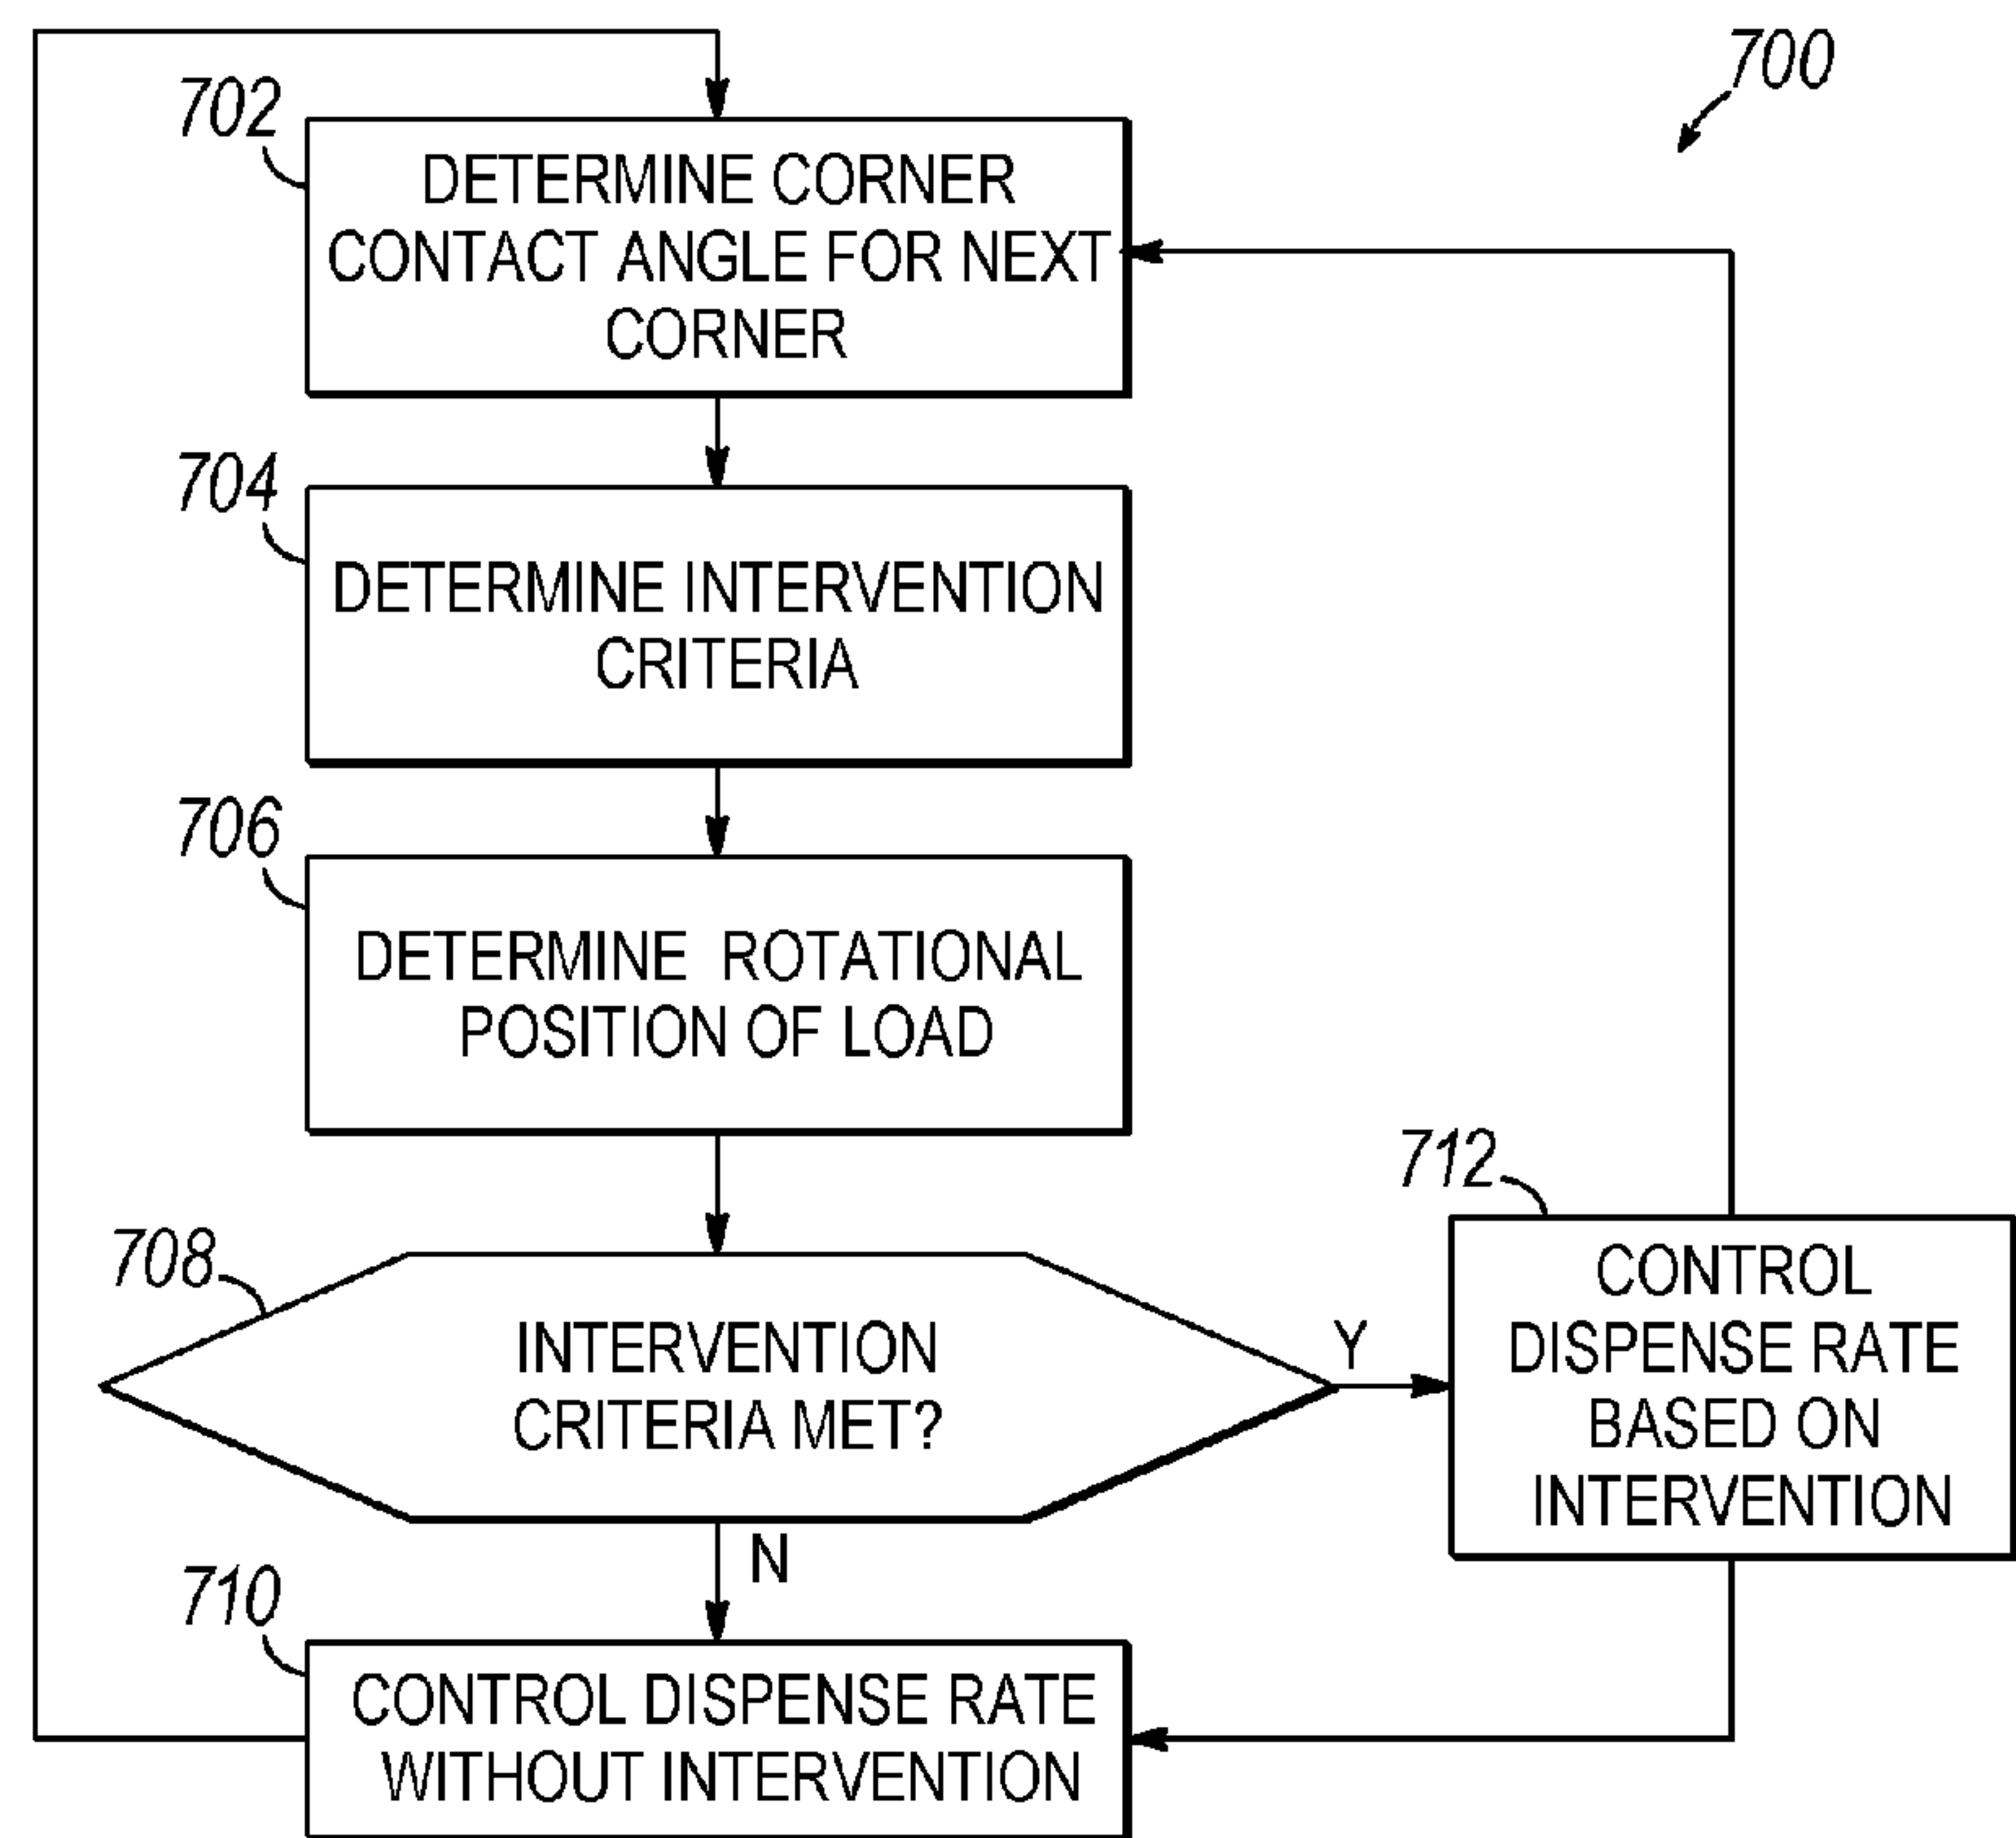 700
702
DETERMINE CORNER
CONTACT ANGLE FOR NEXT
CORNER
704
DETERMINE INTERVENTION
CRITERIA
706
DETERMINE ROTATIONAL
POSITION OF LOAD
708
INTERVENTION
CRITERIA MET?
Y
N
712
CONTROL
DISPENSE RATE
BASED ON
INTERVENTION
710
CONTROL DISPENSE RATE
WITHOUT INTERVENTION